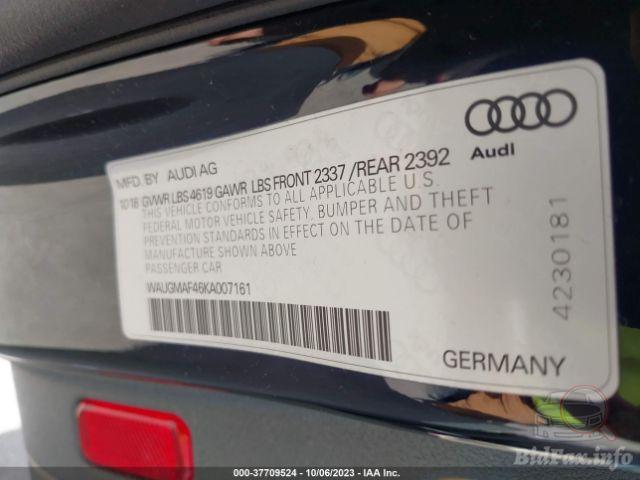 Audi
MFD. BY AUDI AG
1018 GVWR LBS 4619 GAWR LBS FRONT 2337 / REAR 2392
THIS VEHICLE CONFORMS TO ALL APPLICABLE U.S.
FEDERAL MOTOR VEHICLE SAFETY, BUMPER AND THEFT
PREVENTION STANDARDS IN EFFECT ON THE DATE OF
MANUFACTURE SHOWN ABOVE
PASSENGER CAR
WAUGMAF46KA007161
4230181
GERMANY
BidFax.info
000-37709524 - 10/06/2023 - IAA Inc.